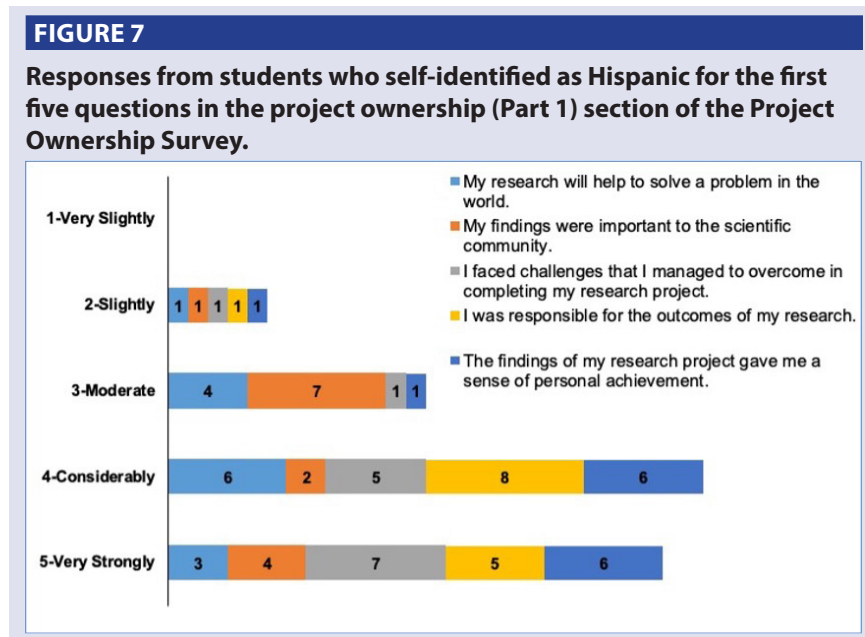 FIGURE 7
Responses from students who self-identified as Hispanic for the first
five questions in the project ownership (Part 1) section of the Project
Ownership Survey.
My research will help to solve a problem in the
world.
My findings were important to the scientific
community.
I faced challenges that I managed to overcome in
completing my research project.
I was responsible for the outcomes of my research.
The findings of my research project gave me a
sense of personal achievement.
1-Very Slightly
2-Slightly
1 1 1 1 1
3-Moderate
4 7 1 1
4-Considerably
6 2 5 8 6
5-Very Strongly
3 4 7 5 6